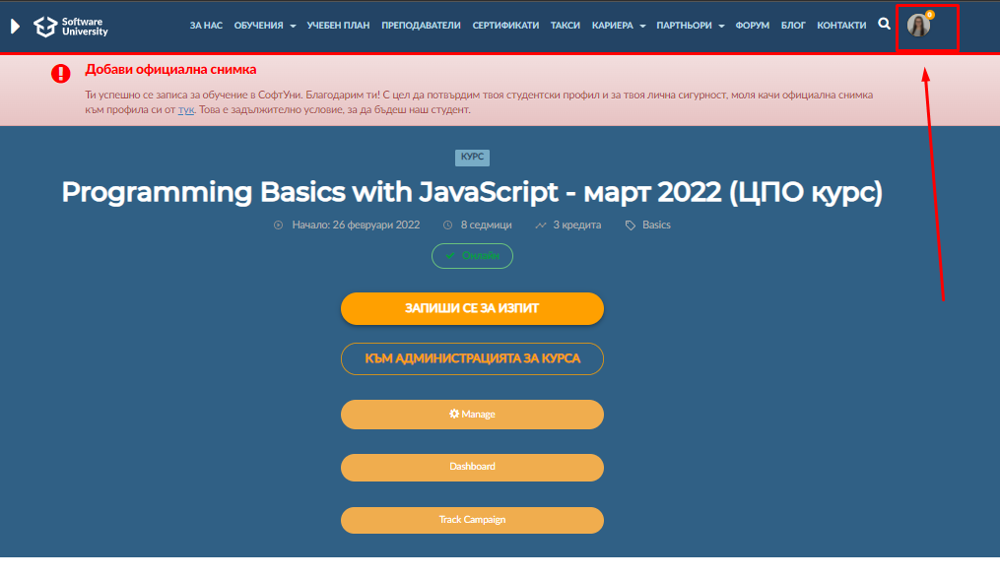 Software
University
ЗА НАС ОБУЧЕНИЯ УЧЕБЕН ПЛАН ПРЕПОДАВАТЕЛИ СЕРТИФИКАТИ ТАКСИ КАРИЕРА ПАРТНЬОРИ ФОРУМ БЛОГ КОНТАКТИ
Добави официална снимка
Ти успешно се записа за обучение в СофтУни. Благодарим ти! С цел да потвърдим твоя студентски профил и за твоя лична сигурност, моля качи официална снимка
към профила си от тук. Това е задължително условие, за да бъдеш наш студент.
КУРС
Programming Basics with JavaScript - март 2022 (ЦПО курс)
Начало: 26 февруари 2022 8 седмици 3 кредита Basics
Онлайн
ЗАПИШИ СЕ ЗА ИЗПИТ
КЪМ АДМИНИСТРАЦИЯТА ЗА КУРСА
Manage
Dashboard
Track Campaign